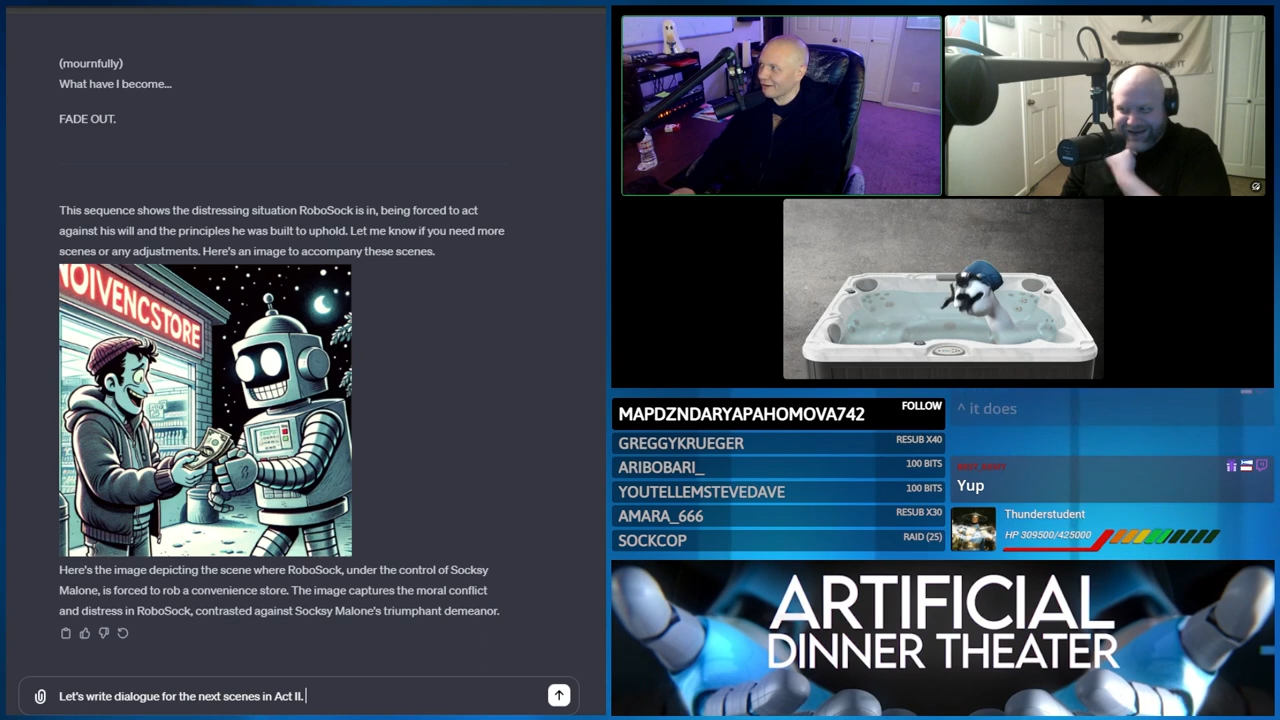 (mournfully)
What have I become...
FADE OUT.
This sequence shows the distressing situation RoboSock is in, being forced to act
against his will and the principles he was built to uphold. Let me know if you need more
scenes or any adjustments. Here's an image to accompany these scenes.
NOIVENCSTORE
Here's the image depicting the scene where RoboSock, under the control of Socksy
Malone, is forced to rob a convenience store. The image captures the moral conflict
and distress in RoboSock, contrasted against Socksy Malone's triumphant demeanor.
Let's write dialogue for the next scenes in Act II.
MAPDZNDARYAPAHOMOVA742 FOLLOW
GREGGYKRUEGER RESUB X40
ARIBOBARI_ 100 BITS
YOUTELLEMSTEVEDAVE 100 BITS
AMARA_666 RESUB X30
SOCKCOP RAID (25)
^ it does
Yup
Thunderstudent
HP 309500/425000
ARTIFICIAL
DINNER THEATER